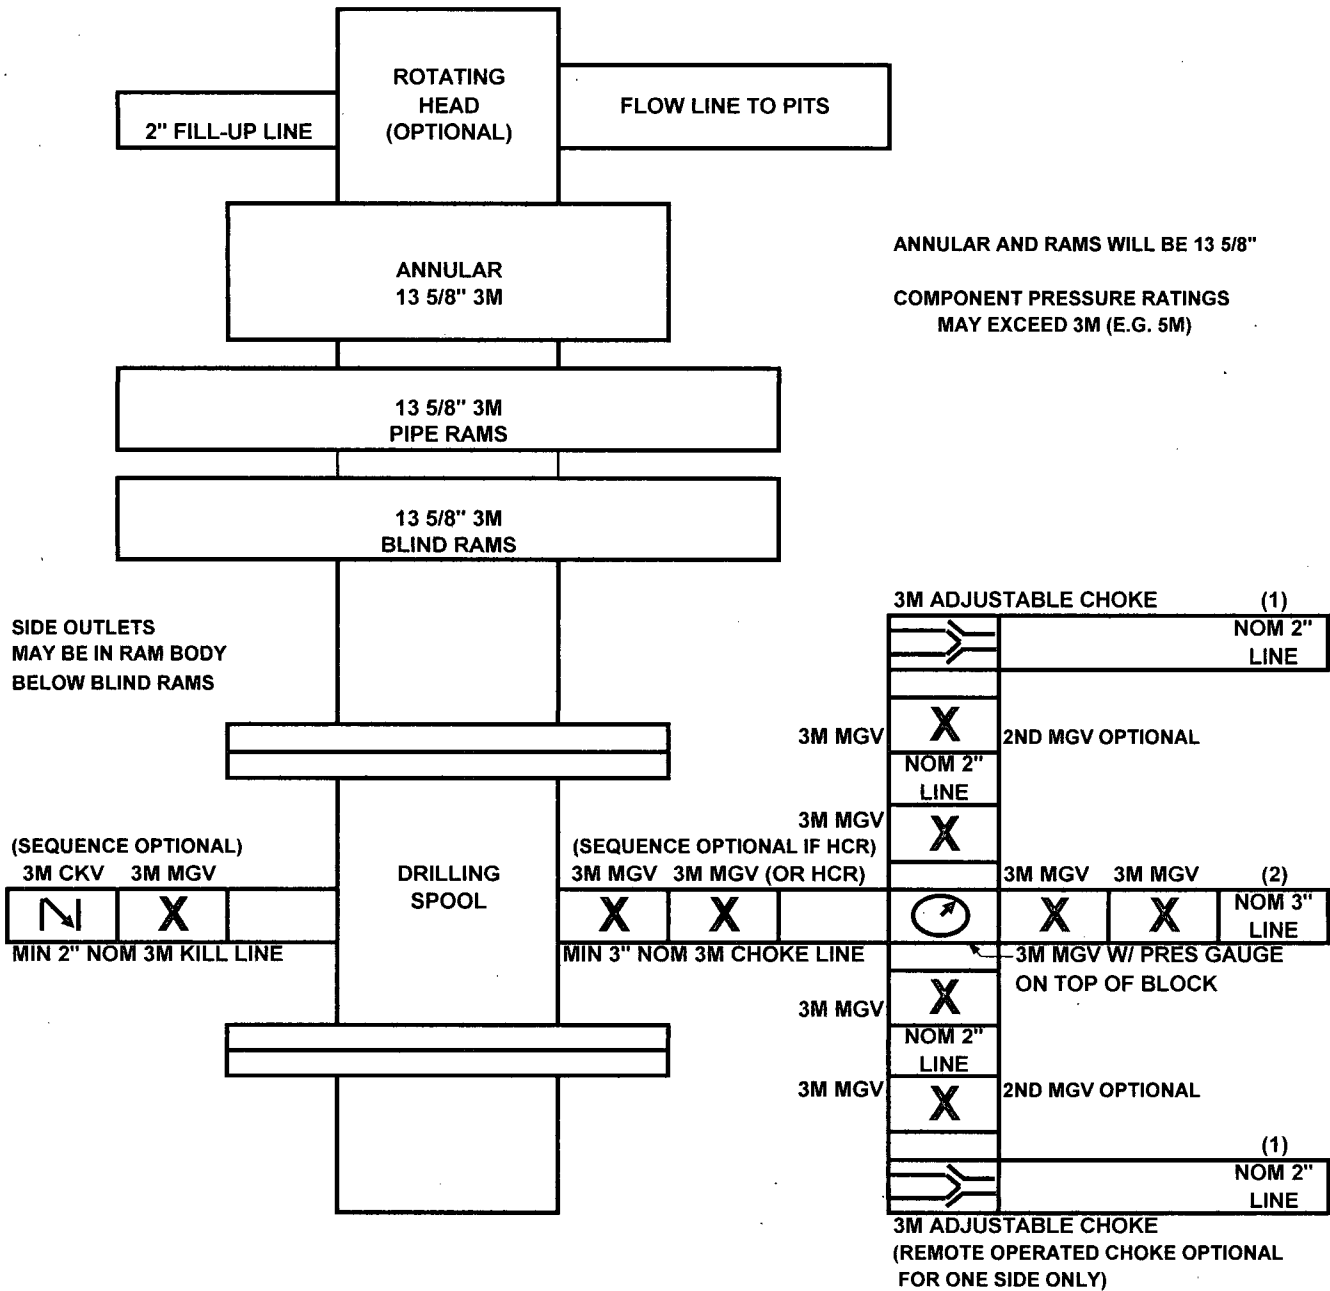 ROTATING
HEAD
(OPTIONAL)
FLOW LINE TO PITS
2" FILL-UP LINE
ANNULAR
13 5/8" 3M
ANNULAR AND RAMS WILL BE 13 5/8"
COMPONENT PRESSURE RATINGS
MAY EXCEED 3M (E.G. 5M)
13 5/8" 3M
PIPE RAMS
13 5/8" 3M
BLIND RAMS
SIDE OUTLETS
MAY BE IN RAM BODY
BELOW BLIND RAMS
3M ADJUSTABLE CHOKE (1)
NOM 2"
LINE
3M MGV
2ND MGV OPTIONAL
NOM 2"
LINE
3M MGV
(SEQUENCE OPTIONAL)
3M CKV 3M MGV
MIN 2" NOM 3M KILL LINE
DRILLING
SPOOL
(SEQUENCE OPTIONAL IF HCR)
3M MGV 3M MGV (OR HCR)
MIN 3" NOM 3M CHOKE LINE
3M MGV 3M MGV (2)
NOM 3"
LINE
3M MGV W/ PRES GAUGE
ON TOP OF BLOCK
3M MGV
NOM 2"
LINE
3M MGV
2ND MGV OPTIONAL
(1)
NOM 2"
LINE
3M ADJUSTABLE CHOKE
(REMOTE OPERATED CHOKE OPTIONAL
FOR ONE SIDE ONLY)